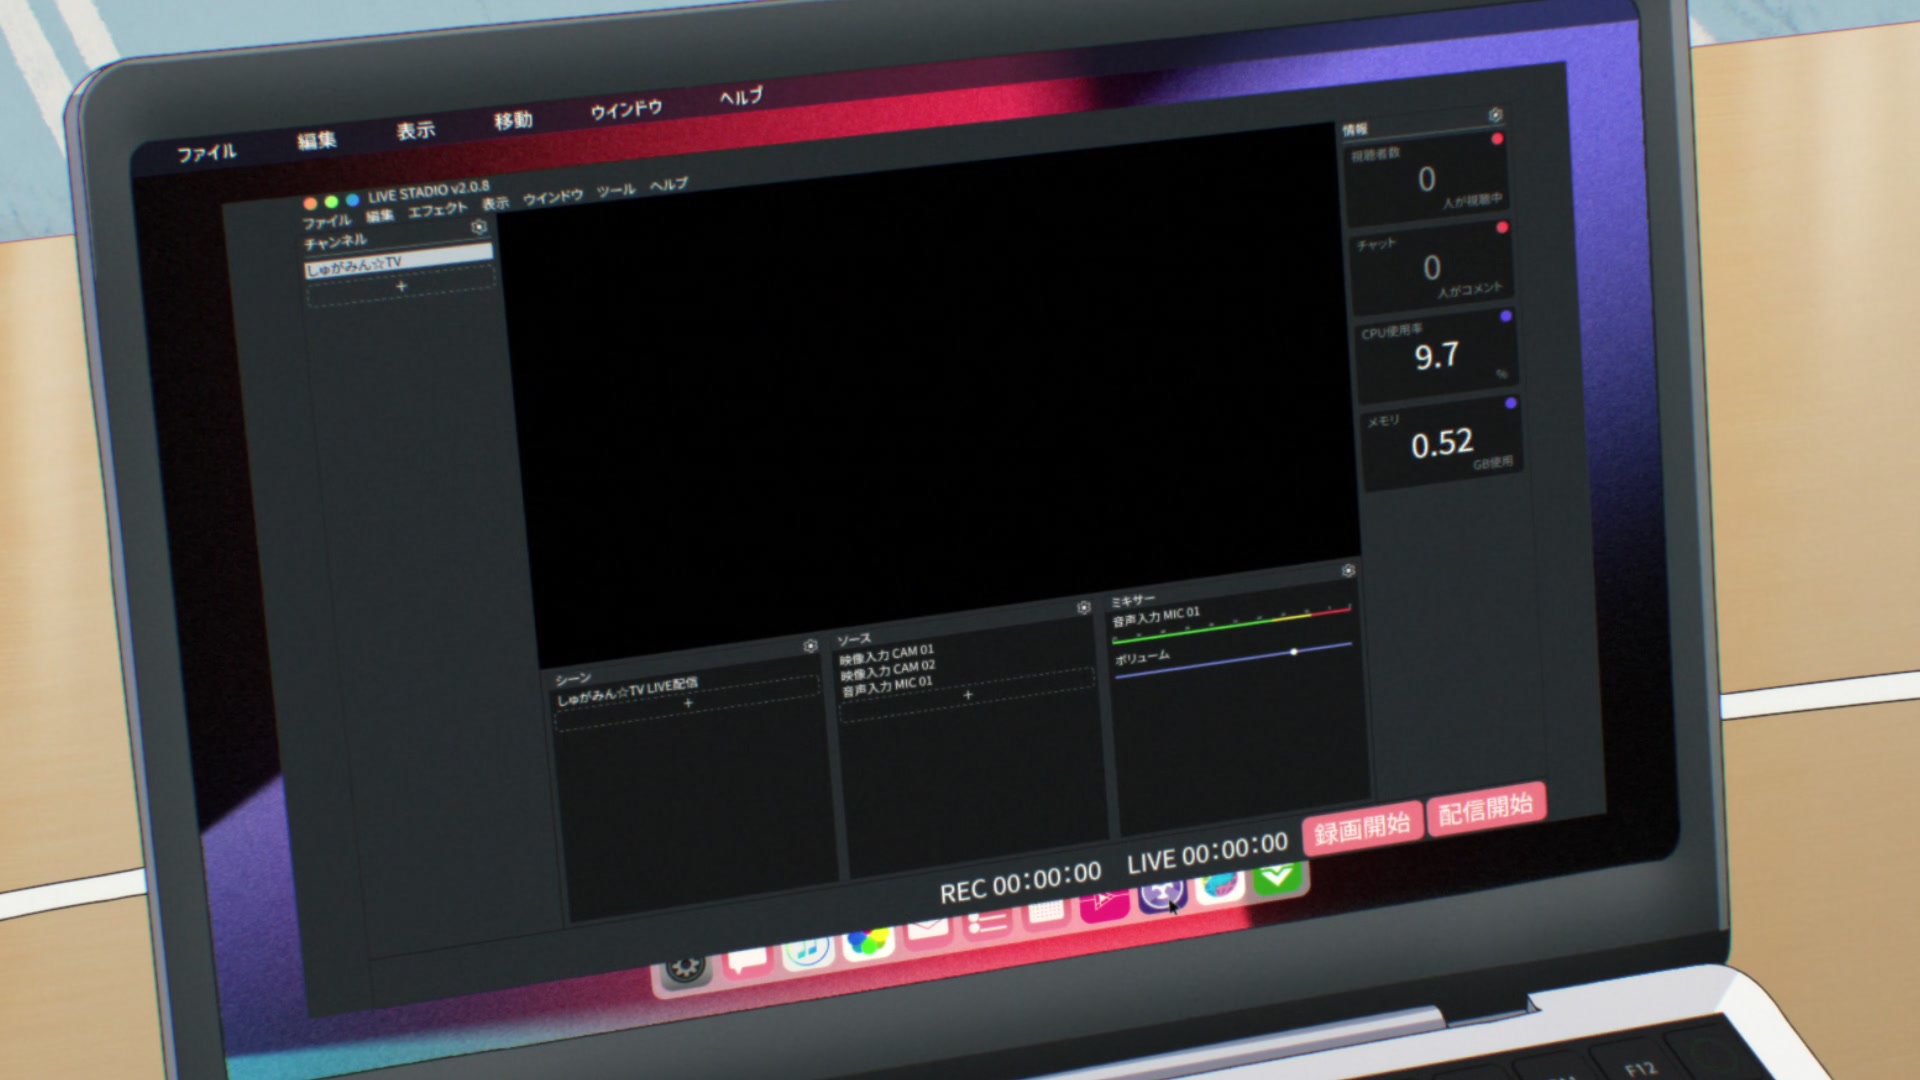 ファイル 編集 表示 移動 ウインドウ ヘルプ
LIVE STADIO v2.0.8
ファイル 編集 エフェクト 表示 ウインドウ ツール ヘルプ
チャンネル
しゅがみん☆TV
+
情報
視聴者数
0
人が視聴中
チャット
0
人がコメント
CPU使用率
9.7
%
メモリ
0.52
GB使用
シーン
しゅがみん☆TV LIVE配信
+
ソース
映像入力 CAM 01
映像入力 CAM 02
音声入力 MIC 01
+
ミキサー
音声入力 MIC 01
ボリューム
REC 00:00:00 LIVE 00:00:00 録画開始 配信開始
F12